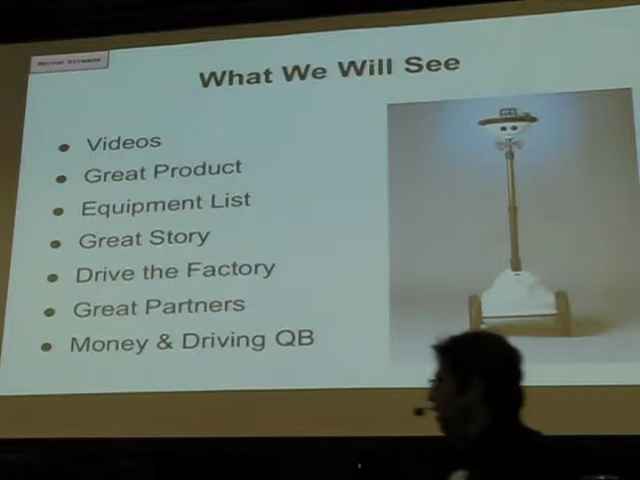 What We Will See
Videos
Great Product
Equipment List
Great Story
Drive the Factory
Great Partners
Money & Driving QB